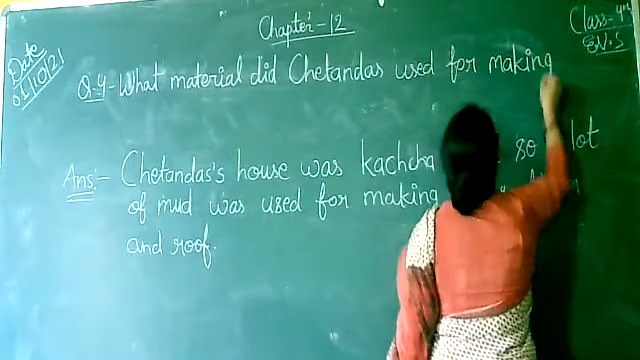 Chapter-12
Class-4th
E.V.S
Date
01/10/21
Q.4-What material did Chetandas used for making
Ans:- Chetandas's house was kachcha so lot
of mud was used for making
and roof.